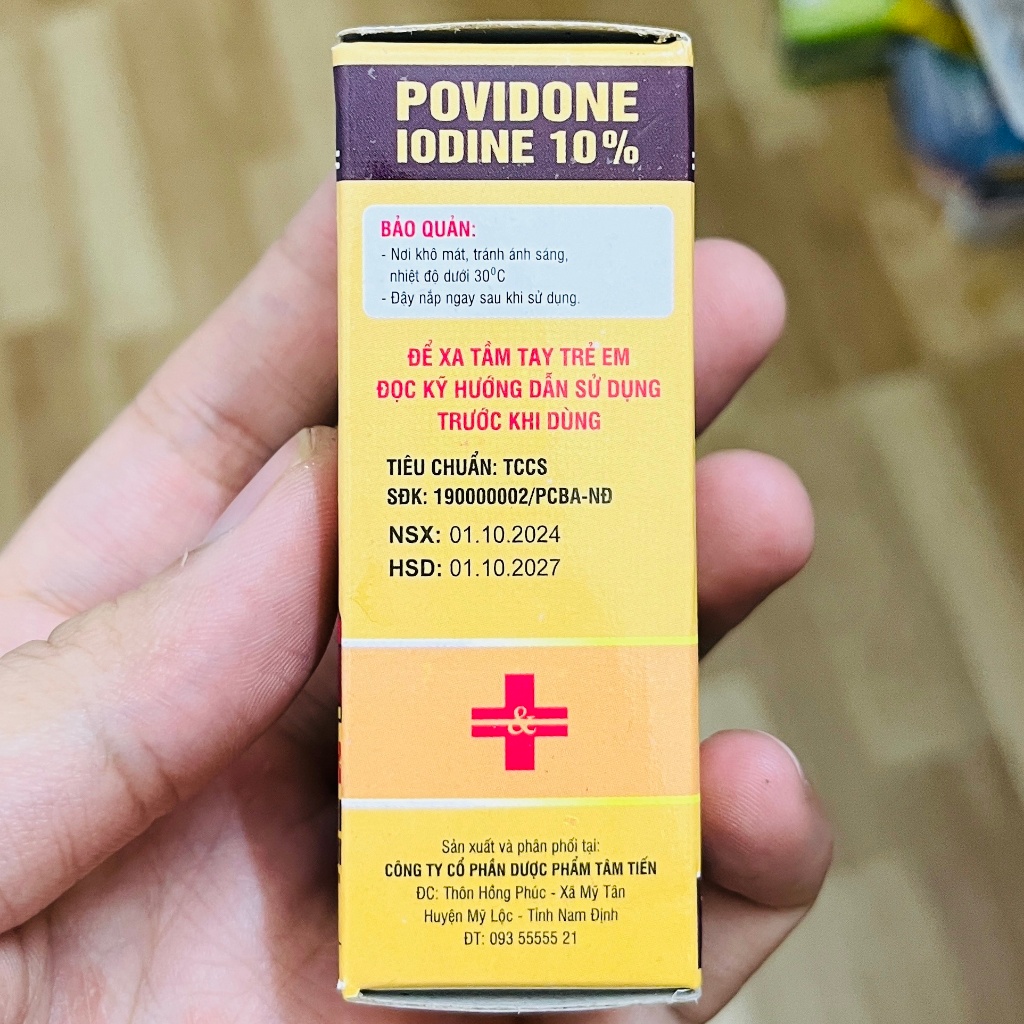 POVIDONE
IODINE 10%
BẢO QUẢN:
- Nơi khô mát, tránh ánh sáng,
nhiệt độ dưới 30⁰C
- Đậy nắp ngay sau khi sử dụng.
ĐỂ XA TẦM TAY TRẺ EM
ĐỌC KỸ HƯỚNG DẪN SỬ DỤNG
TRƯỚC KHI DÙNG
TIÊU CHUẨN: TCCS
SĐK: 190000002/PCBA-NĐ
NSX: 01.10.2024
HSD: 01.10.2027
&
Sản xuất và phân phối tại:
CÔNG TY CỔ PHẦN DƯỢC PHẨM TÂM TIẾN
ĐC: Thôn Hồng Phúc - Xã Mỹ Tân
Huyện Mỹ Lộc - Tỉnh Nam Định
ĐT: 093 55555 21